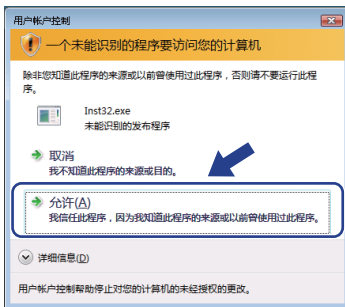 用户帐户控制
一个未能识别的程序要访问您的计算机
除非您知道此程序的来源或以前曾使用过此程序，否则请不要运行此程
序。
Inst32.exe
未能识别的发布程序
取消
我不知道此程序的来源或目的。
允许(A)
我信任此程序，因为我知道此程序的来源或以前曾使用过此程序。
详细信息(D)
用户帐户控制帮助停止对您的计算机的未经授权的更改。